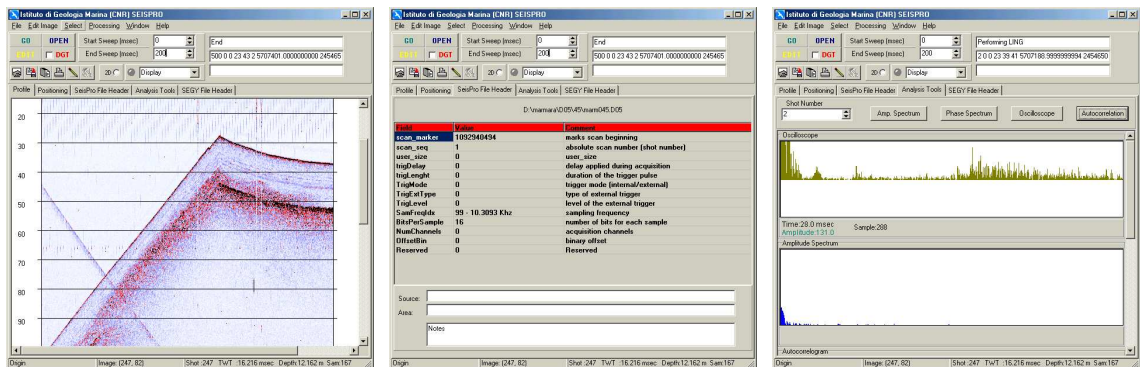 Istituto di Geologia Marina (CNR) SEISPRO
File Edit Image Select Processing Window Help
GO OPEN Start Sweep (msec) 0 End
EDIT DGT End Sweep (msec) 200 500 0 0 23 43 2 5707401 .0000000000 245465
2D C Display
Profile Positioning SeisPro File Header Analysis Tools SEGY File Header
20
30
40
50
60
70
80
90
Origin Image: (247, 82) Shot :247 TWT :16.216 msec Depth:12.162 m Sam:167
Istituto di Geologia Marina (CNR) SEISPRO
File Edit Image Select Processing Window Help
GO OPEN Start Sweep (msec) 0 End
EDIT DGT End Sweep (msec) 200 500 0 0 23 43 2 5707401 .0000000000 245465
2D C Display
Profile Positioning SeisPro File Header Analysis Tools SEGY File Header
D:\marmara\D05\45\marm045.D05
Field Value Comment
scan_marker 1092940494 marks scan beginning
scan_seq 1 absolute scan number (shot number)
user_size 0 user_size
trigDelay 0 delay applied during acquisition
trigLenght 0 duration of the trigger pulse
TrigMode 0 trigger mode (internal/external)
TrigExtType 0 type of external trigger
TrigLevel 0 level of the external trigger
SamFreqIdx 99 - 10.3093 Khz sampling frequency
BitsPerSample 16 number of bits for each sample
NumChannels 0 acquisition channels
OffsetBin 0 binary offset
Reserved 0 Reserved
Source:
Area:
Notes
Origin Image: (247, 82) Shot :247 TWT :16.216 msec Depth:12.162 m Sam:167
Istituto di Geologia Marina (CNR) SEISPRO
File Edit Image Select Processing Window Help
GO OPEN Start Sweep (msec) 0 Performing LING
EDIT DGT End Sweep (msec) 200 2 0 0 23 39 41 5707188.9999999994 2454650
2D C Display
Profile Positioning SeisPro File Header Analysis Tools SEGY File Header
Shot Number
2 Amp. Spectrum Phase Spectrum Oscilloscope Autocorrelation
Oscilloscope
Time:28.0 msec Sample:288
Amplitude:131.0
Amplitude Spectrum
Autocorrelogram
Origin Image: (247, 82) Shot :247 TWT :16.216 msec Depth:12.162 m Sam:167